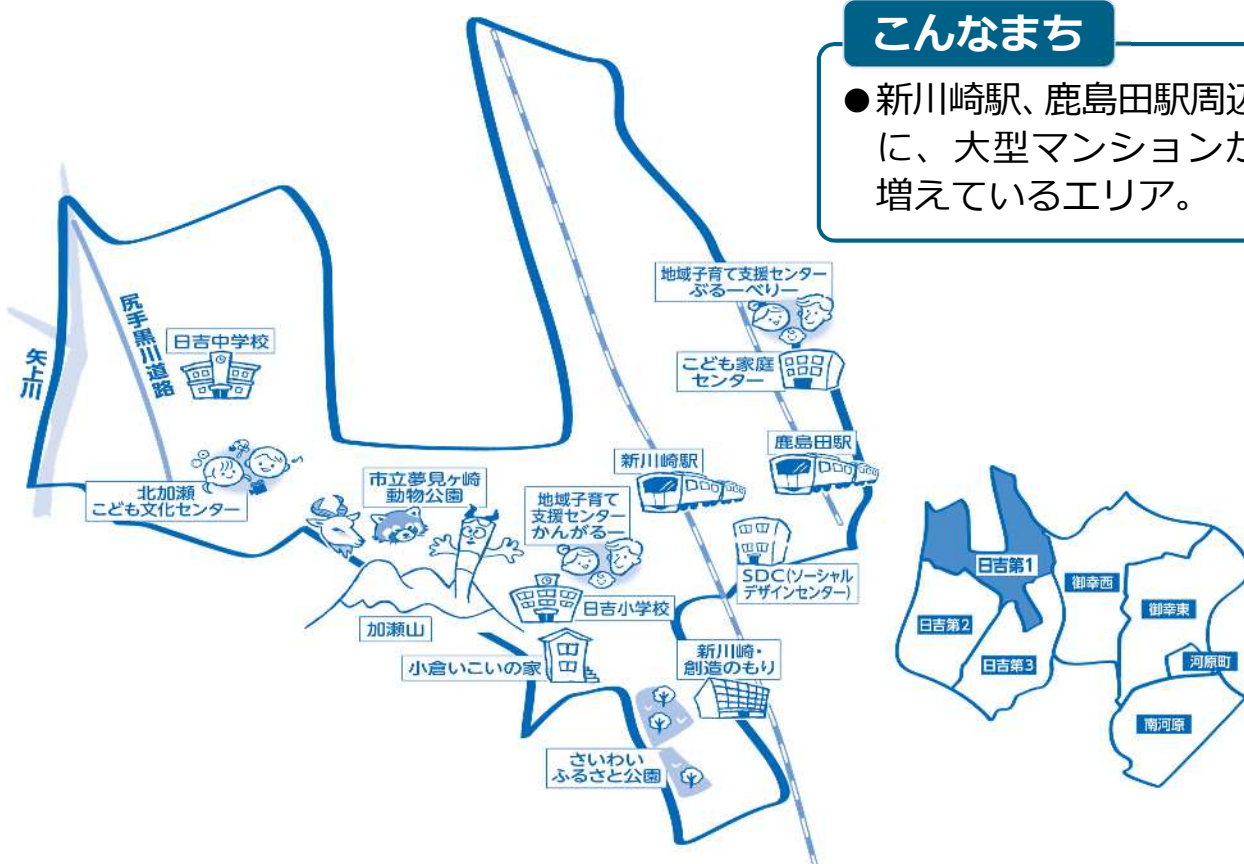 こんなまち
●新川崎駅、鹿島田駅周辺
に、大型マンションが
増えているエリア。
地域子育て支援センター
ぶるーべりー
こども家庭
センター
尻手黒川道路
日吉中学校
矢上川
鹿島田駅
新川崎駅
市立夢見ヶ崎
動物公園
北加瀬
こども文化センター
地域子育て
支援センター
かんがるー
SDC(ソーシャル
デザインセンター)
日吉小学校
加瀬山
小倉いこいの家
新川崎・
創造のもり
さいわい
ふるさと公園
日吉第1
御幸西
御幸東
日吉第2
日吉第3
河原町
南河原